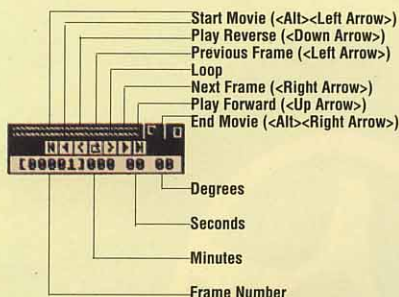 Start Movie (<Alt><Left Arrow>)
Play Reverse (<Down Arrow>)
Previous Frame (<Left Arrow>)
Loop
Next Frame (<Right Arrow>)
Play Forward (<Up Arrow>)
End Movie (<Alt><Right Arrow>)
[00001]000 00 00
Degrees
Seconds
Minutes
Frame Number